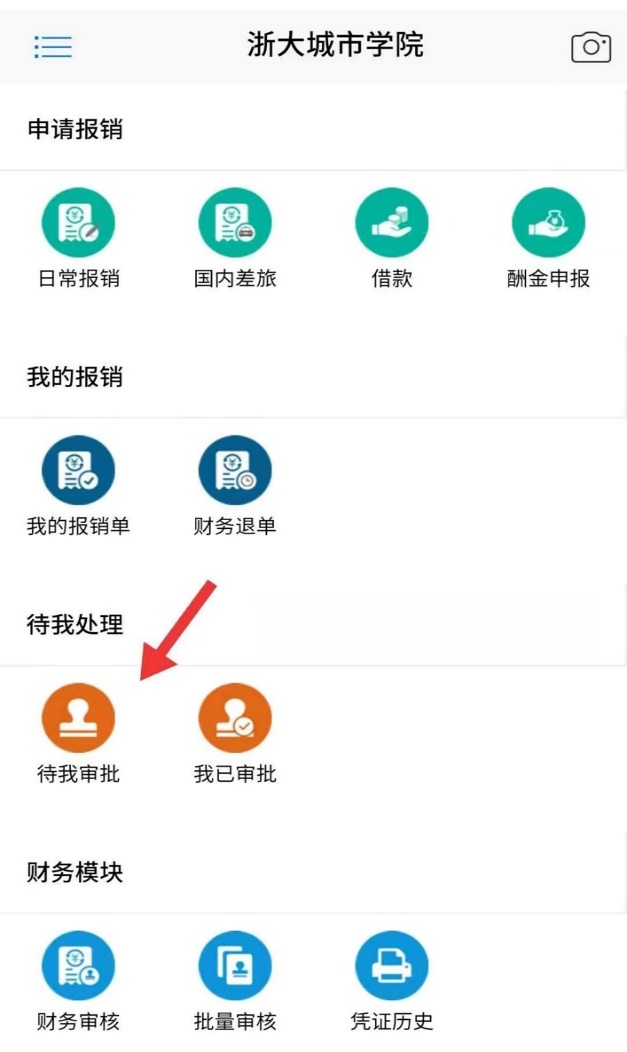 浙大城市学院
申请报销
日常报销 国内差旅 借款 酬金申报
我的报销
我的报销单 财务退单
待我处理
待我审批 我已审批
财务模块
财务审核 批量审核 凭证历史